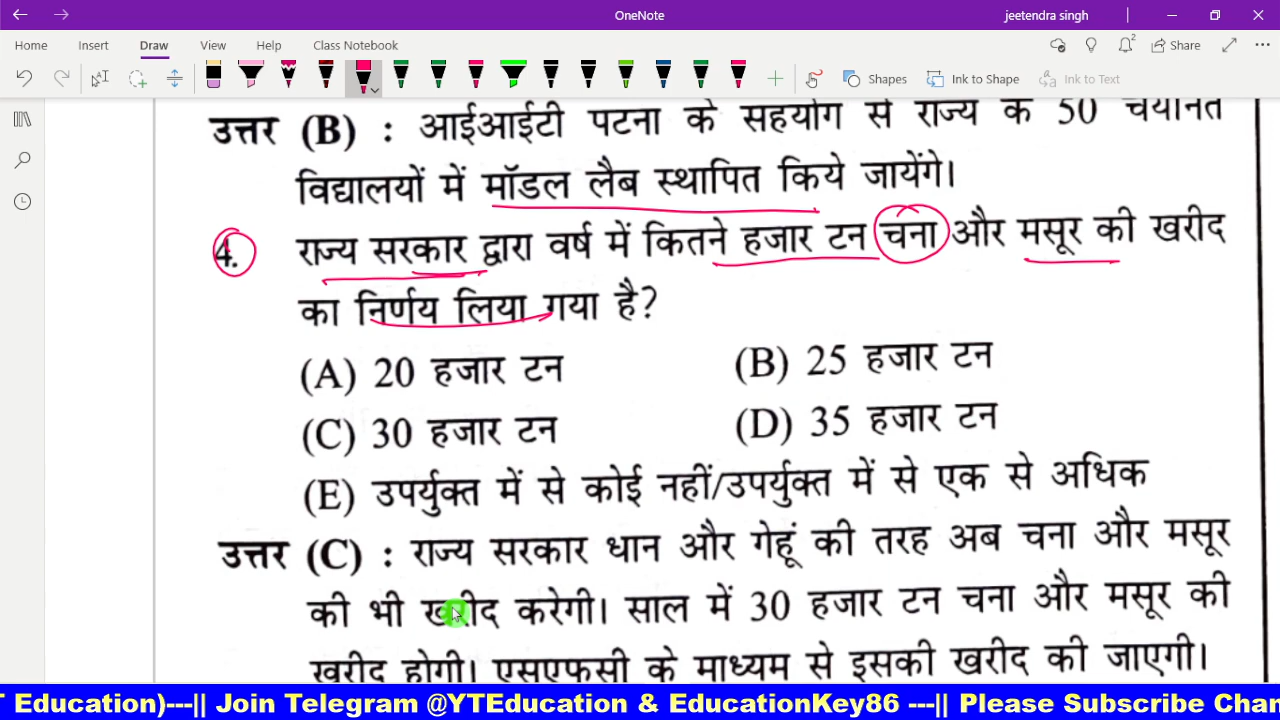 OneNote
jeetendra singh
Home Insert Draw View Help Class Notebook
Share
Shapes Ink to Shape Ink to Text
उत्तर (B) : आईआईटी पटना के सहयोग से राज्य के 50 चयनित
विद्यालयों में मॉडल लैब स्थापित किये जायेंगे।
4. राज्य सरकार द्वारा वर्ष में कितने हजार टन चना और मसूर की खरीद
का निर्णय लिया गया है?
(A) 20 हजार टन (B) 25 हजार टन
(C) 30 हजार टन (D) 35 हजार टन
(E) उपर्युक्त में से कोई नहीं/उपर्युक्त में से एक से अधिक
उत्तर (C) : राज्य सरकार धान और गेहूं की तरह अब चना और मसूर
की भी खरीद करेगी। साल में 30 हजार टन चना और मसूर की
खरीद होगी। एसएफसी के माध्यम से इसकी खरीद की जाएगी।
T Education)---|| Join Telegram @YTEducation & EducationKey86 ---|| Please Subscribe Chan